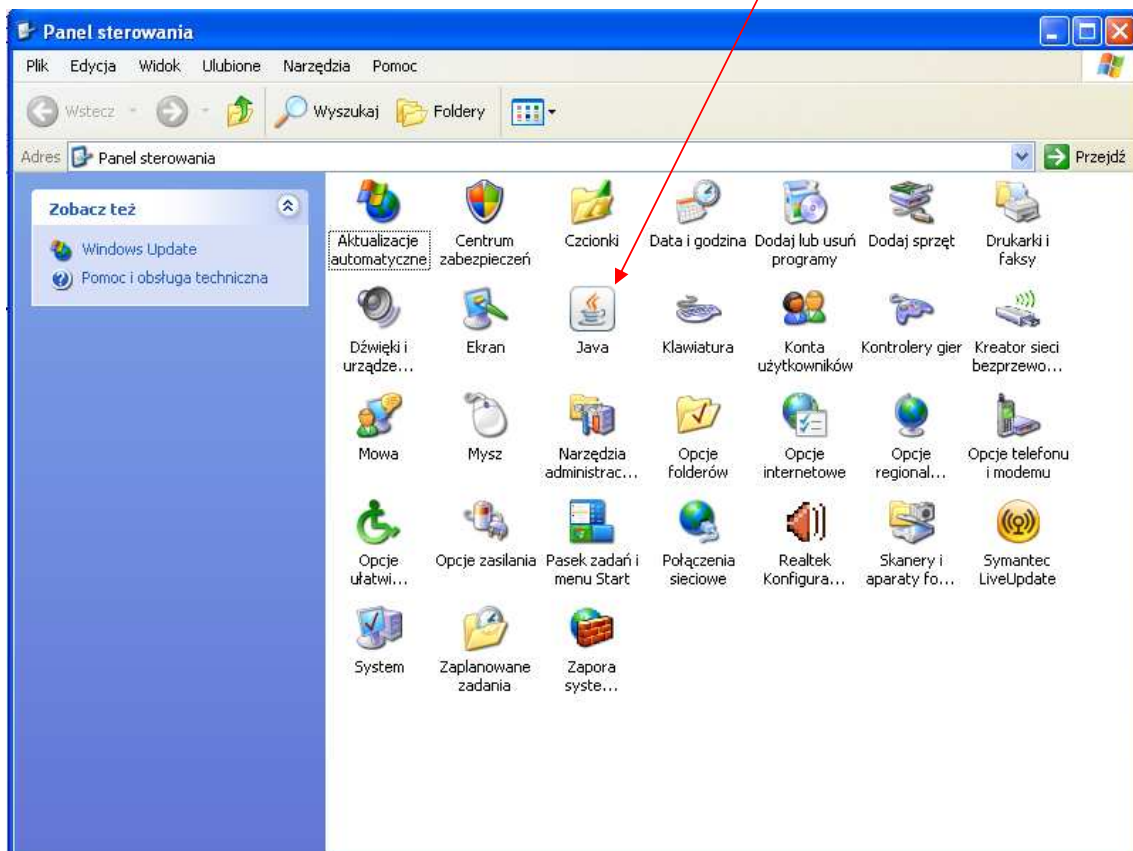 Panel sterowania
Plik Edycja Widok Ulubione Narzędzia Pomoc
Wstecz Wyszukaj Foldery
Adres Panel sterowania Przejdź
Zobacz też
Windows Update
Pomoc i obsługa techniczna
Aktualizacje automatyczne
Centrum zabezpieczeń
Czcionki
Data i godzina
Dodaj lub usuń programy
Dodaj sprzęt
Drukarki i faksy
Dźwięki i urządze...
Ekran
Java
Klawiatura
Konta użytkowników
Kontrolery gier
Kreator sieci bezprzewo...
Mowa
Mysz
Narzędzia administrac...
Opcje folderów
Opcje internetowe
Opcje regional...
Opcje telefonu i modemu
Opcje ułatwi...
Opcje zasilania
Pasek zadań i menu Start
Połączenia sieciowe
Realtek Konfigura...
Skanery i aparaty fo...
Symantec LiveUpdate
System
Zaplanowane zadania
Zapora syste...